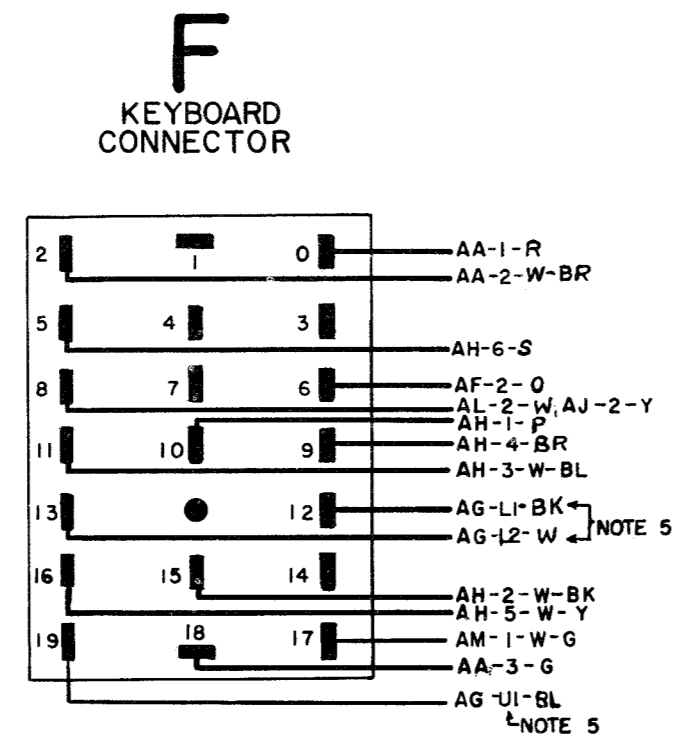 F
KEYBOARD
CONNECTOR
2 1 0 AA-1-R
AA-2-W-BR
5 4 3
AH-6-S
8 7 6 AF-2-O
AL-2-W, AJ-2-Y
AH-1-P
11 10 9 AH-4-BR
AH-3-W-BL
13 12 AG-L1-BK
NOTE 5
AG-L2-W
16 15 14
AH-2-W-BK
AH-5-W-Y
19 18 17 AM-1-W-G
AA-3-G
AG-U1-BL
NOTE 5